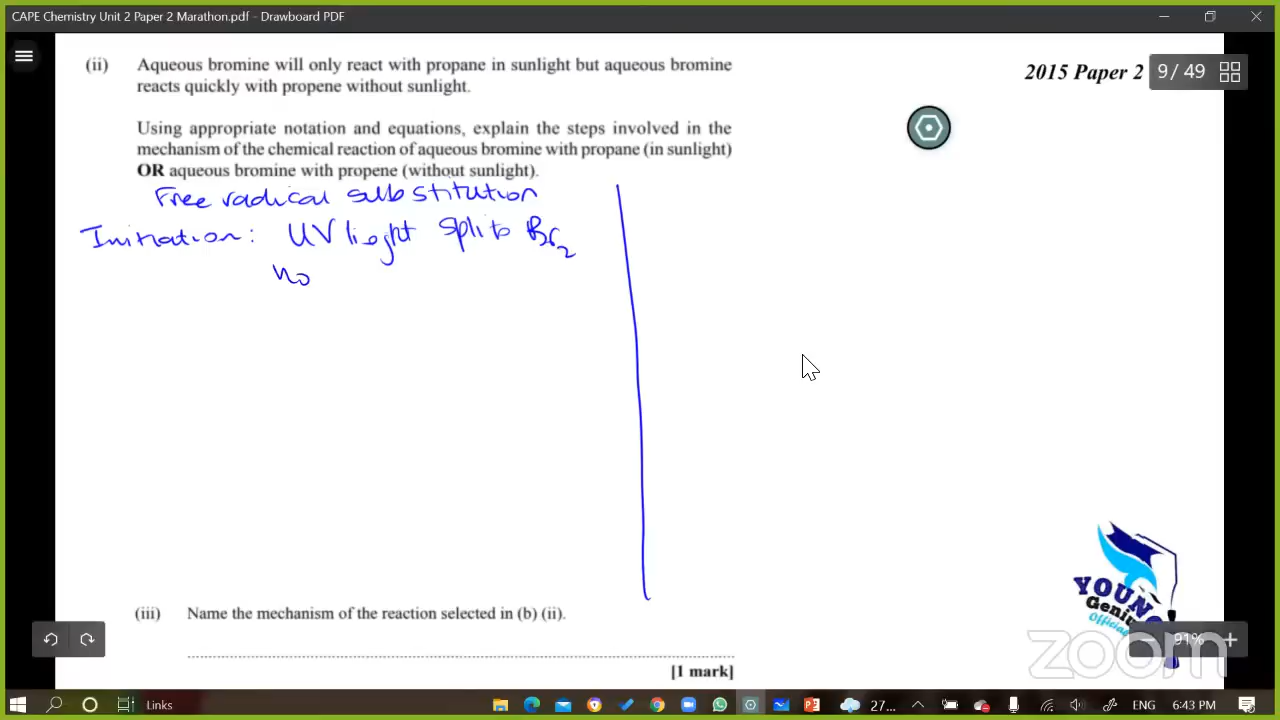 CAPE Chemistry Unit 2 Paper 2 Marathon.pdf - Drawboard PDF
(ii) Aqueous bromine will only react with propane in sunlight but aqueous bromine
reacts quickly with propene without sunlight.
2015 Paper 2
9 / 49
Using appropriate notation and equations, explain the steps involved in the
mechanism of the chemical reaction of aqueous bromine with propane (in sunlight)
OR aqueous bromine with propene (without sunlight).
Free radical substitution
Initiation: UV light splits Br2
ho
(iii) Name the mechanism of the reaction selected in (b) (ii).
[1 mark]
YOUNG
Genius
Official
91%
zoom
Links
27...
ENG
6:43 PM